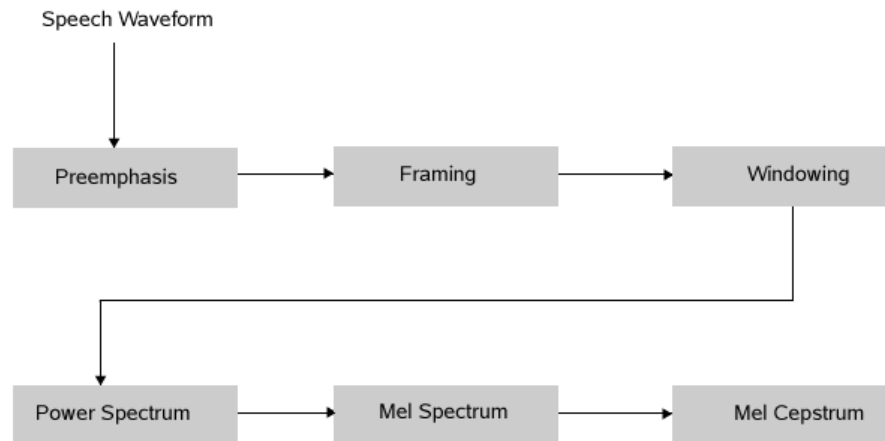 Speech Waveform
Preemphasis
Framing
Windowing
Power Spectrum
Mel Spectrum
Mel Cepstrum